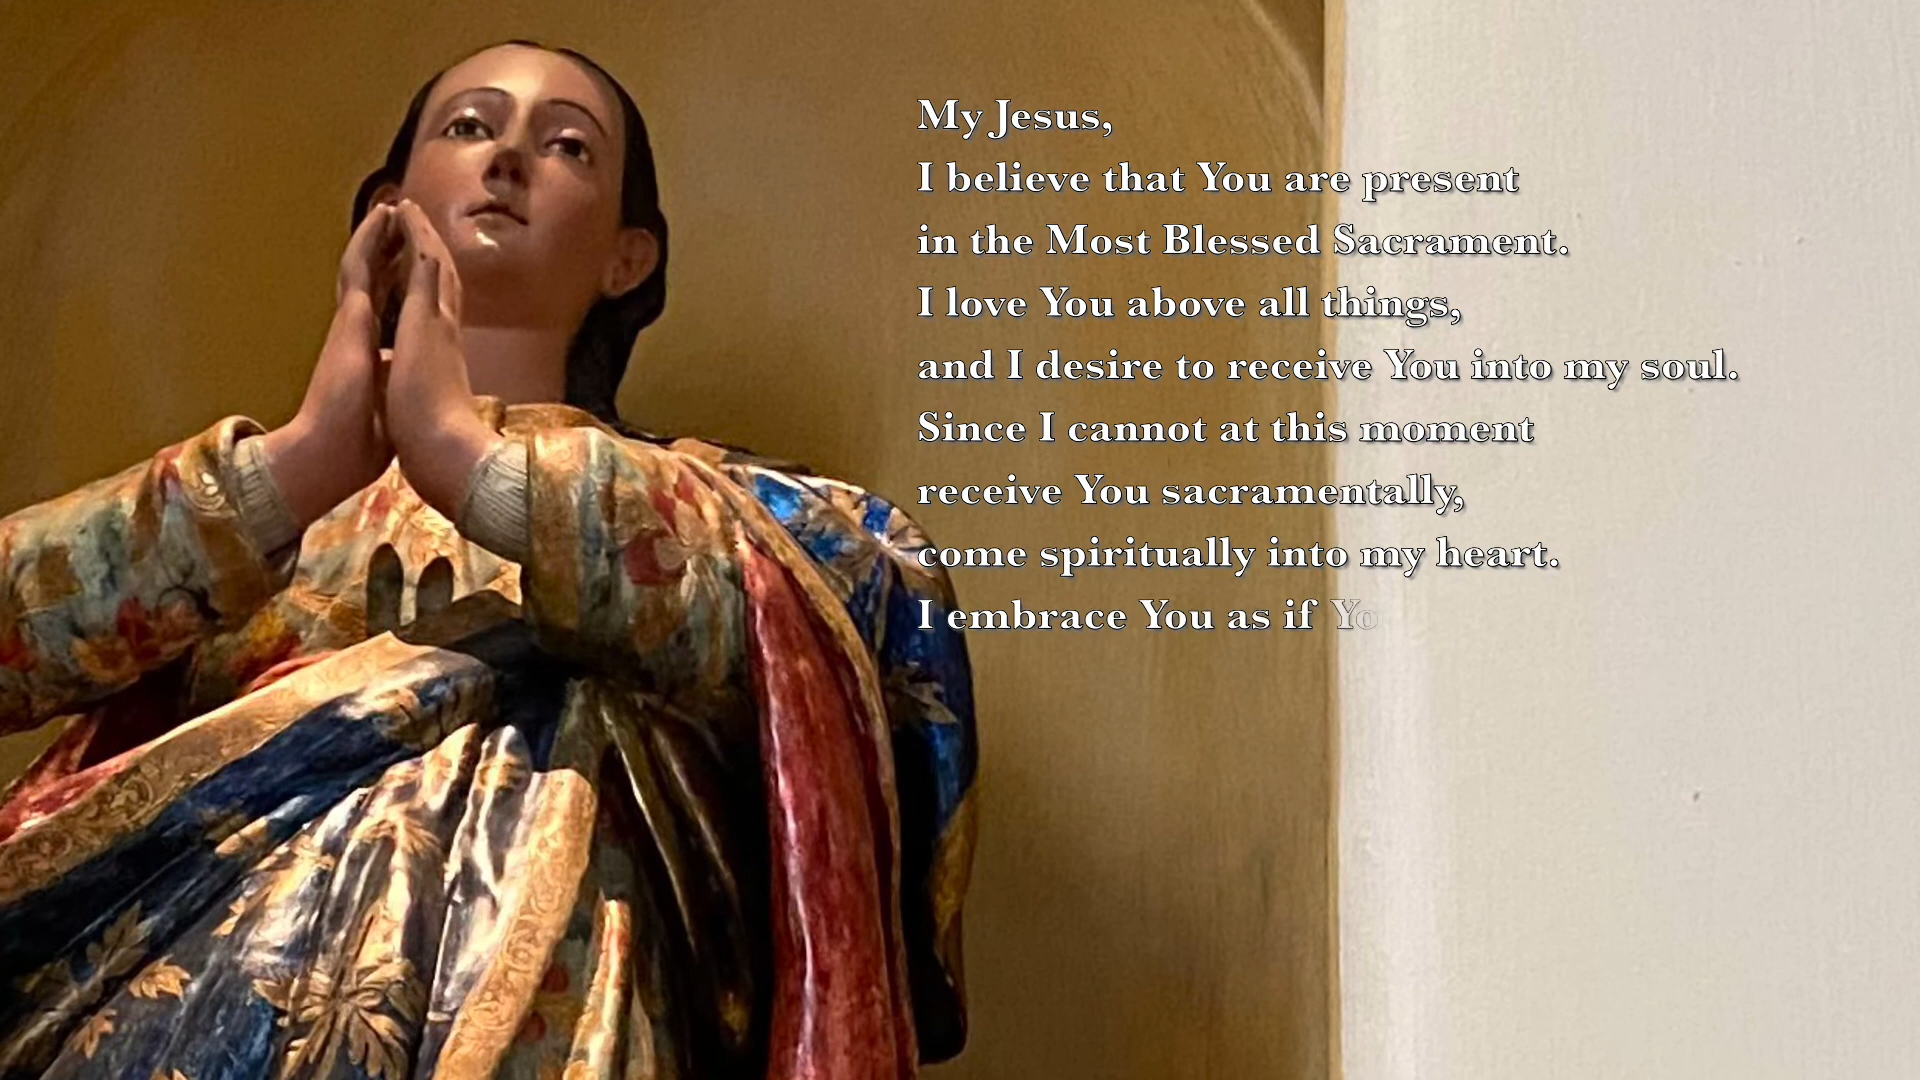 My Jesus,
I believe that You are present
in the Most Blessed Sacrament.
I love You above all things,
and I desire to receive You into my soul.
Since I cannot at this moment
receive You sacramentally,
come spiritually into my heart.
I embrace You as if Yo